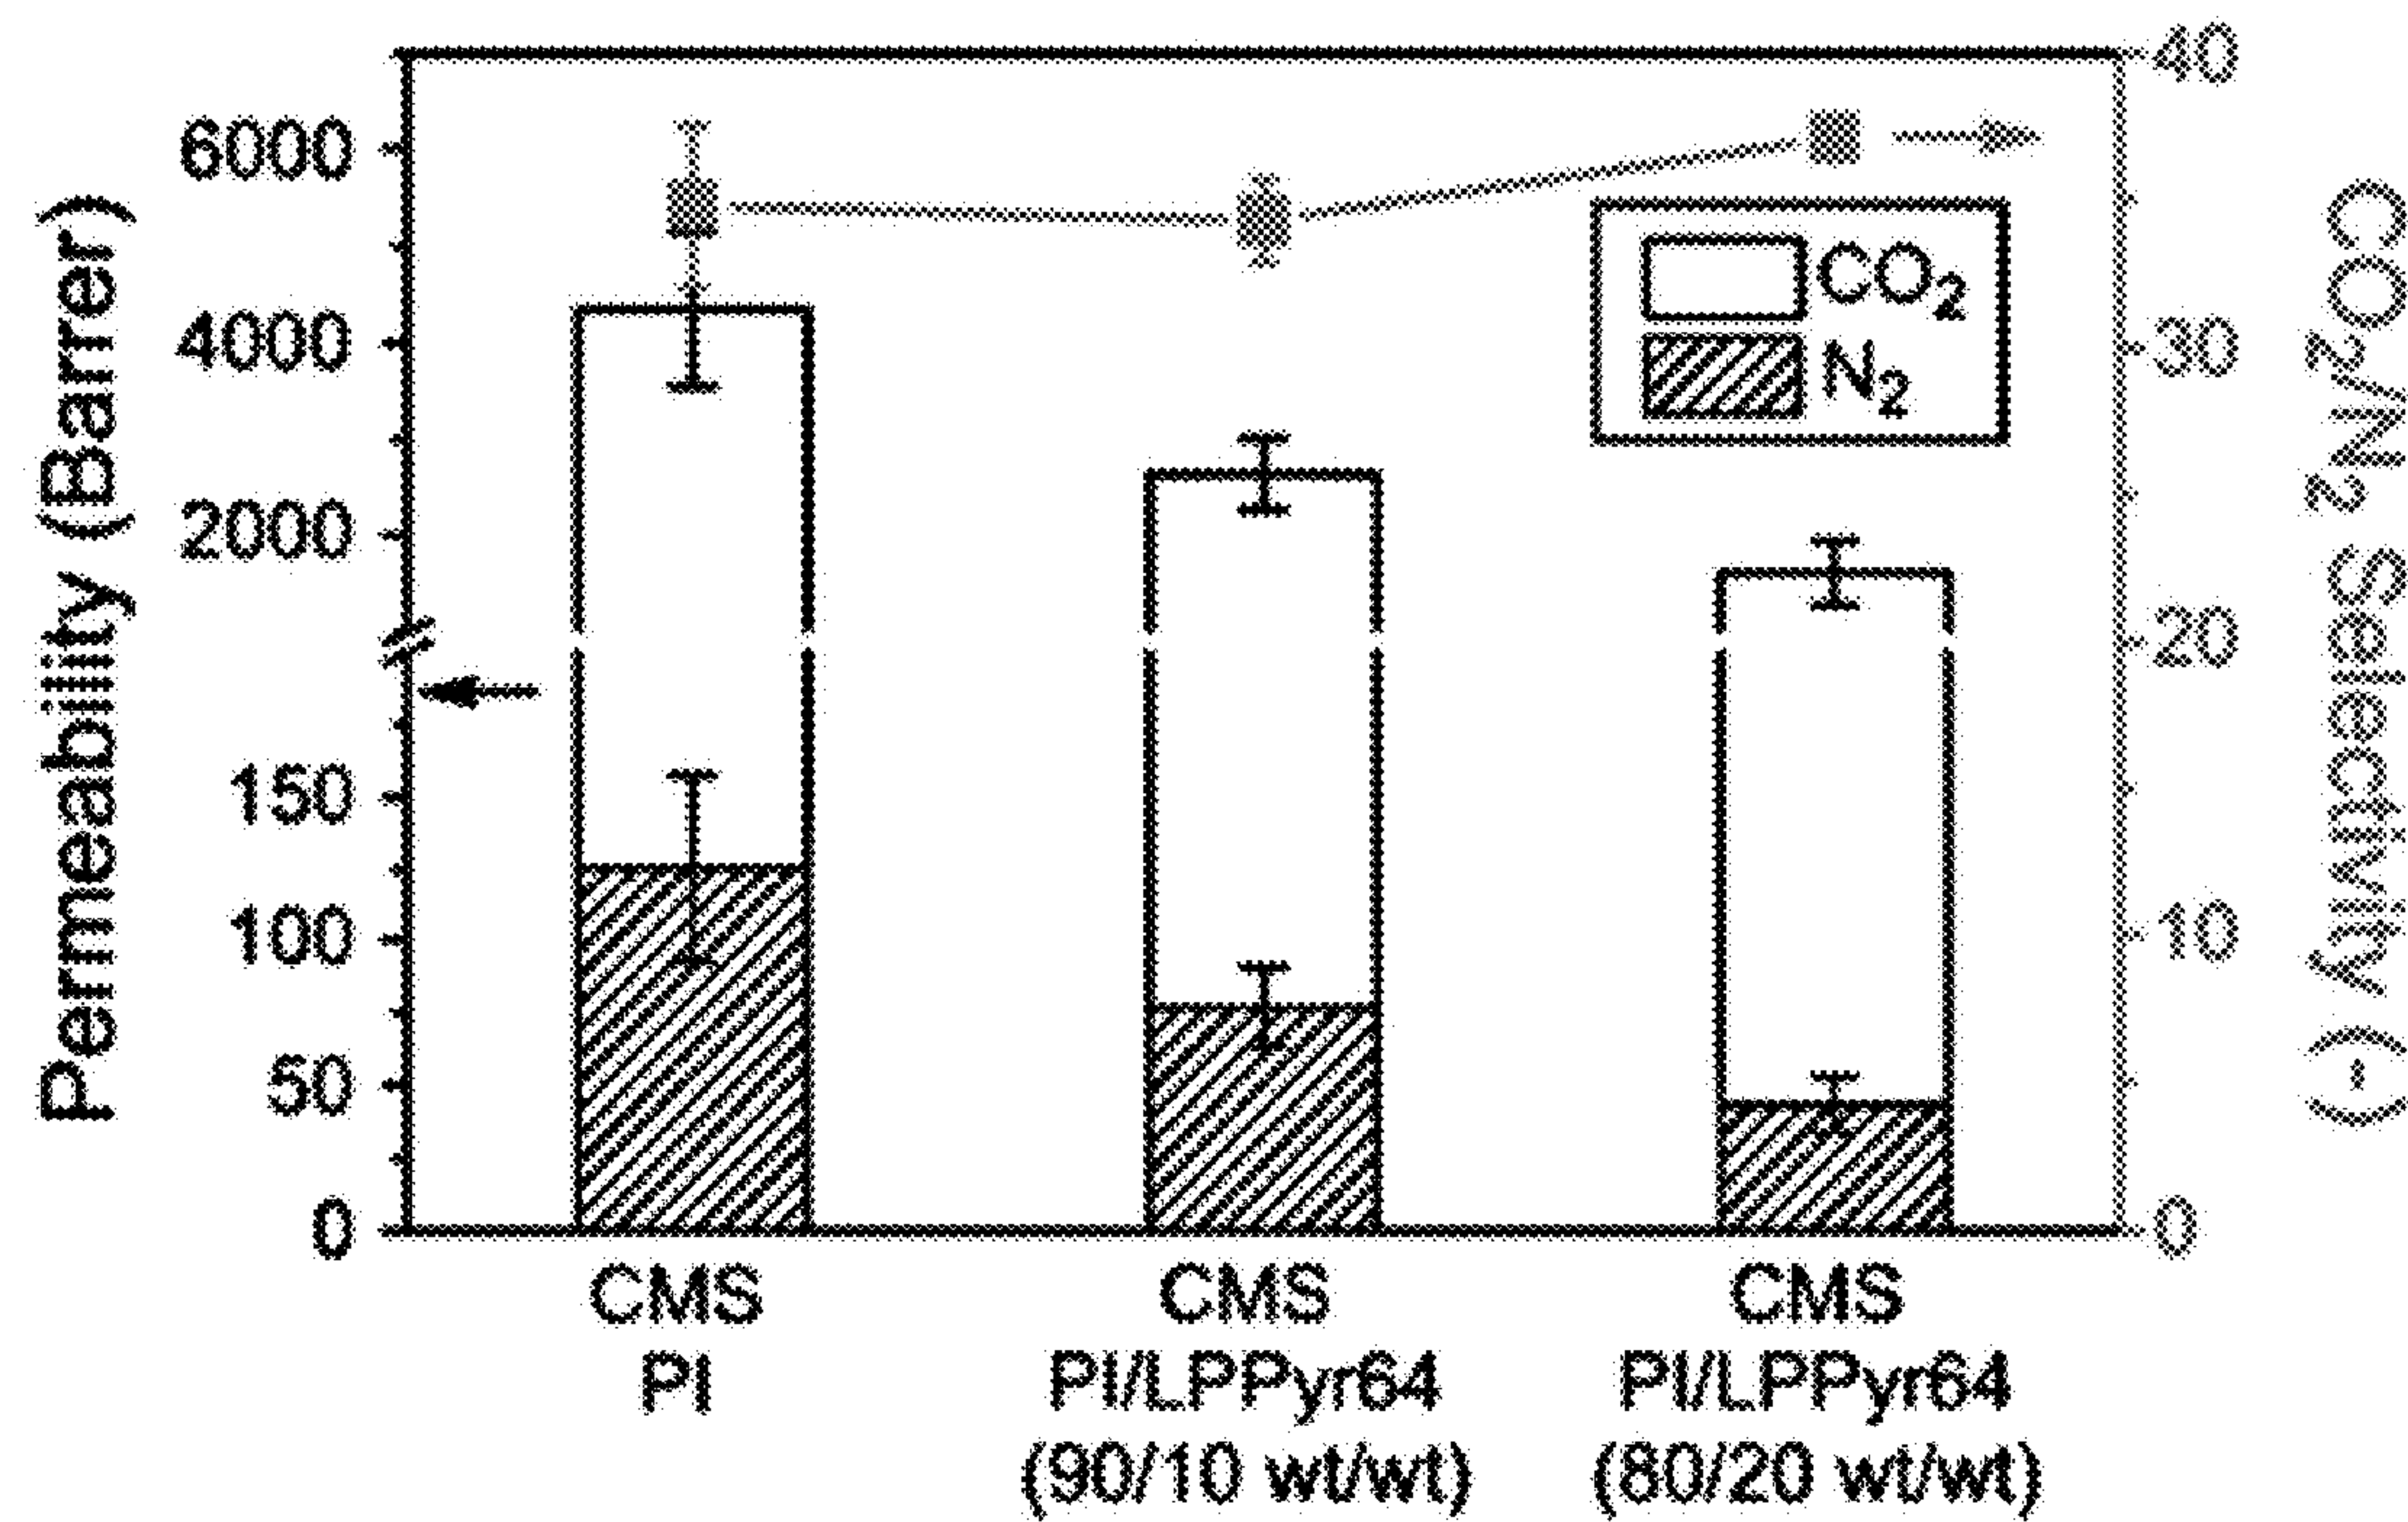 Permeability (Barrer)
6000
4000
2000
150
100
50
0
CO₂
N₂
40
30
20
10
0
CO₂/N₂ Selectivity (-)
CMS
PI
CMS
PI/LPPyr64
(90/10 wt/wt)
CMS
PI/LPPyr64
(80/20 wt/wt)